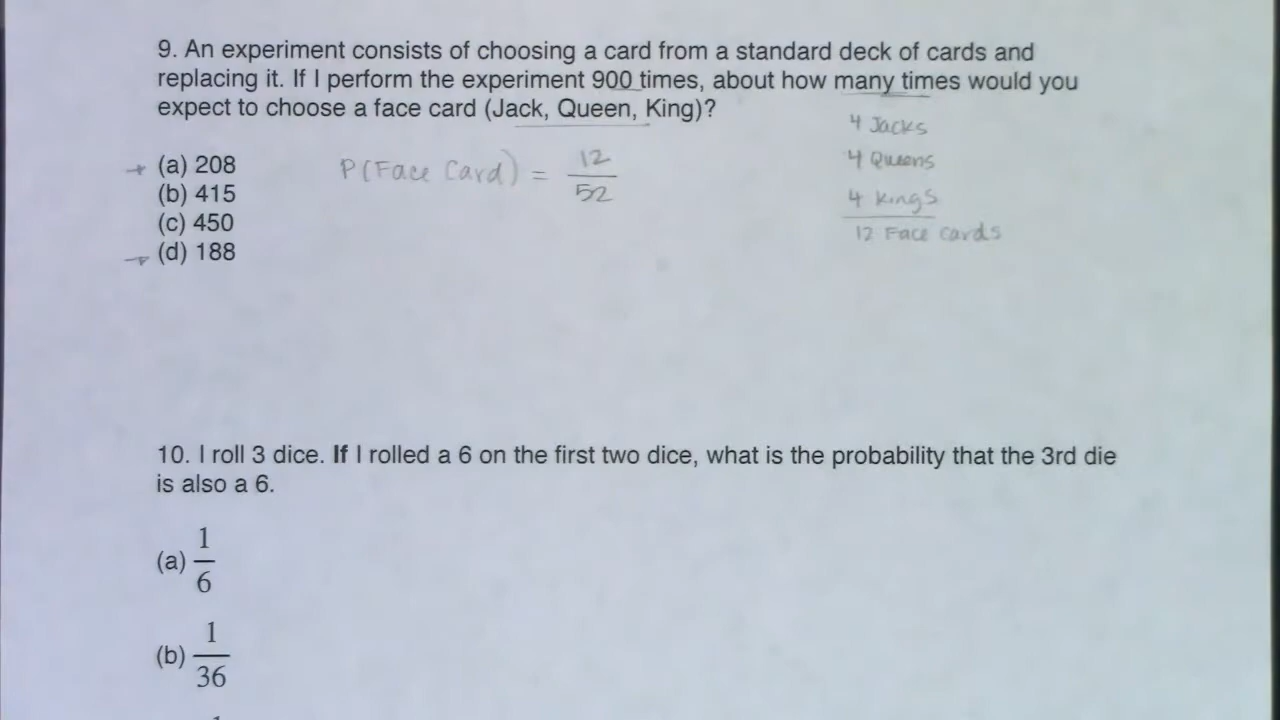 9. An experiment consists of choosing a card from a standard deck of cards and
replacing it. If I perform the experiment 900 times, about how many times would you
expect to choose a face card (Jack, Queen, King)?
(a) 208
(b) 415
(c) 450
(d) 188
P(Face Card) = 12/52
4 Jacks
4 Queens
4 Kings
12 Face Cards
10. I roll 3 dice. If I rolled a 6 on the first two dice, what is the probability that the 3rd die
is also a 6.
(a) 1/6
(b) 1/36